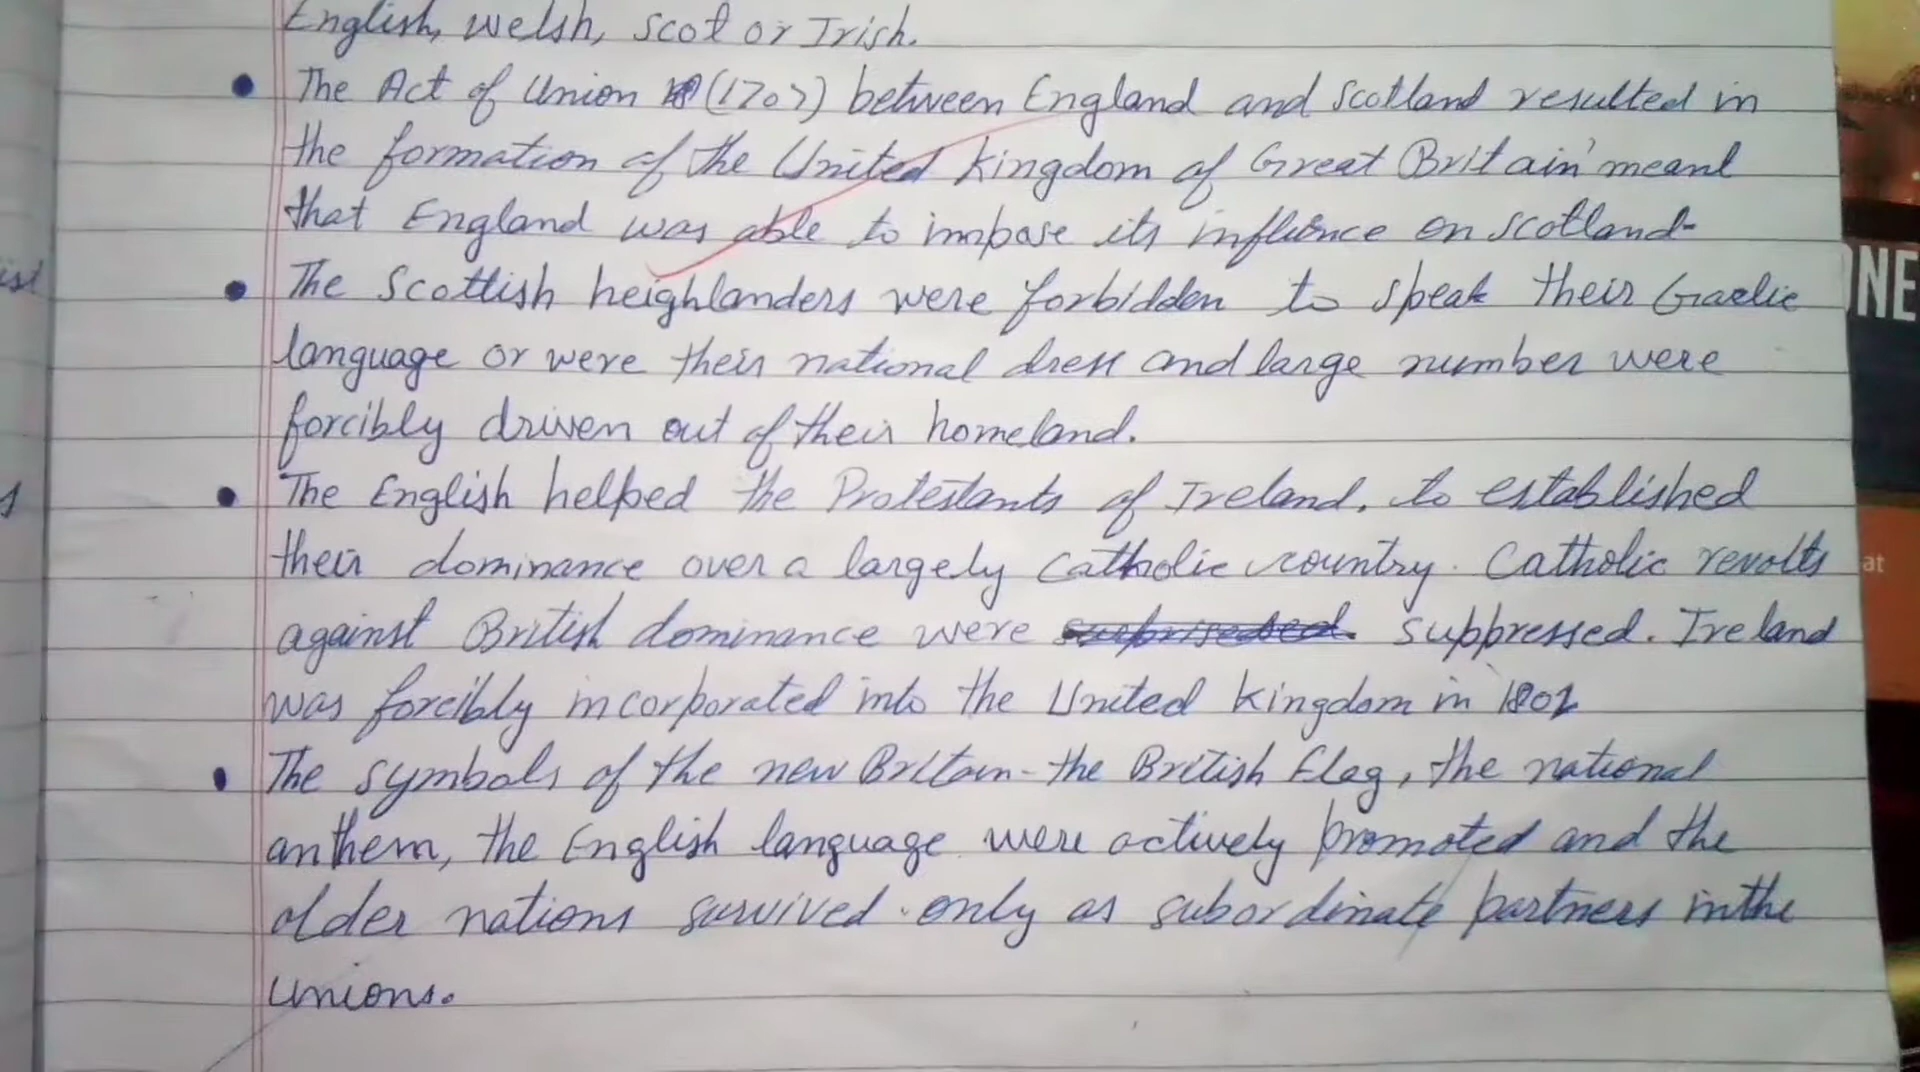 English, welsh, scot or Irish.
• The Act of Union (1707) between England and Scotland resulted in
the formation of the United kingdom of Great Britain' meant
that England was able to impose its influence on scotland-
• The Scottish heighlanders were forbidden to speak their Gaelic
language or were their national dress and large number were
forcibly driven out of their homeland.
• The English helped the Protestants of Ireland, to established
their dominance over a largely Catholic country. Catholic revolts
against British dominance were suppressed. Ireland
was forcibly incorporated into the United kingdom in 1801
• The symbols of the new Britain - the British flag, the national
anthem, the English language were actively promoted and the
older nations survived only as subordinate partners in the
unions.
ist
s
ONE
at